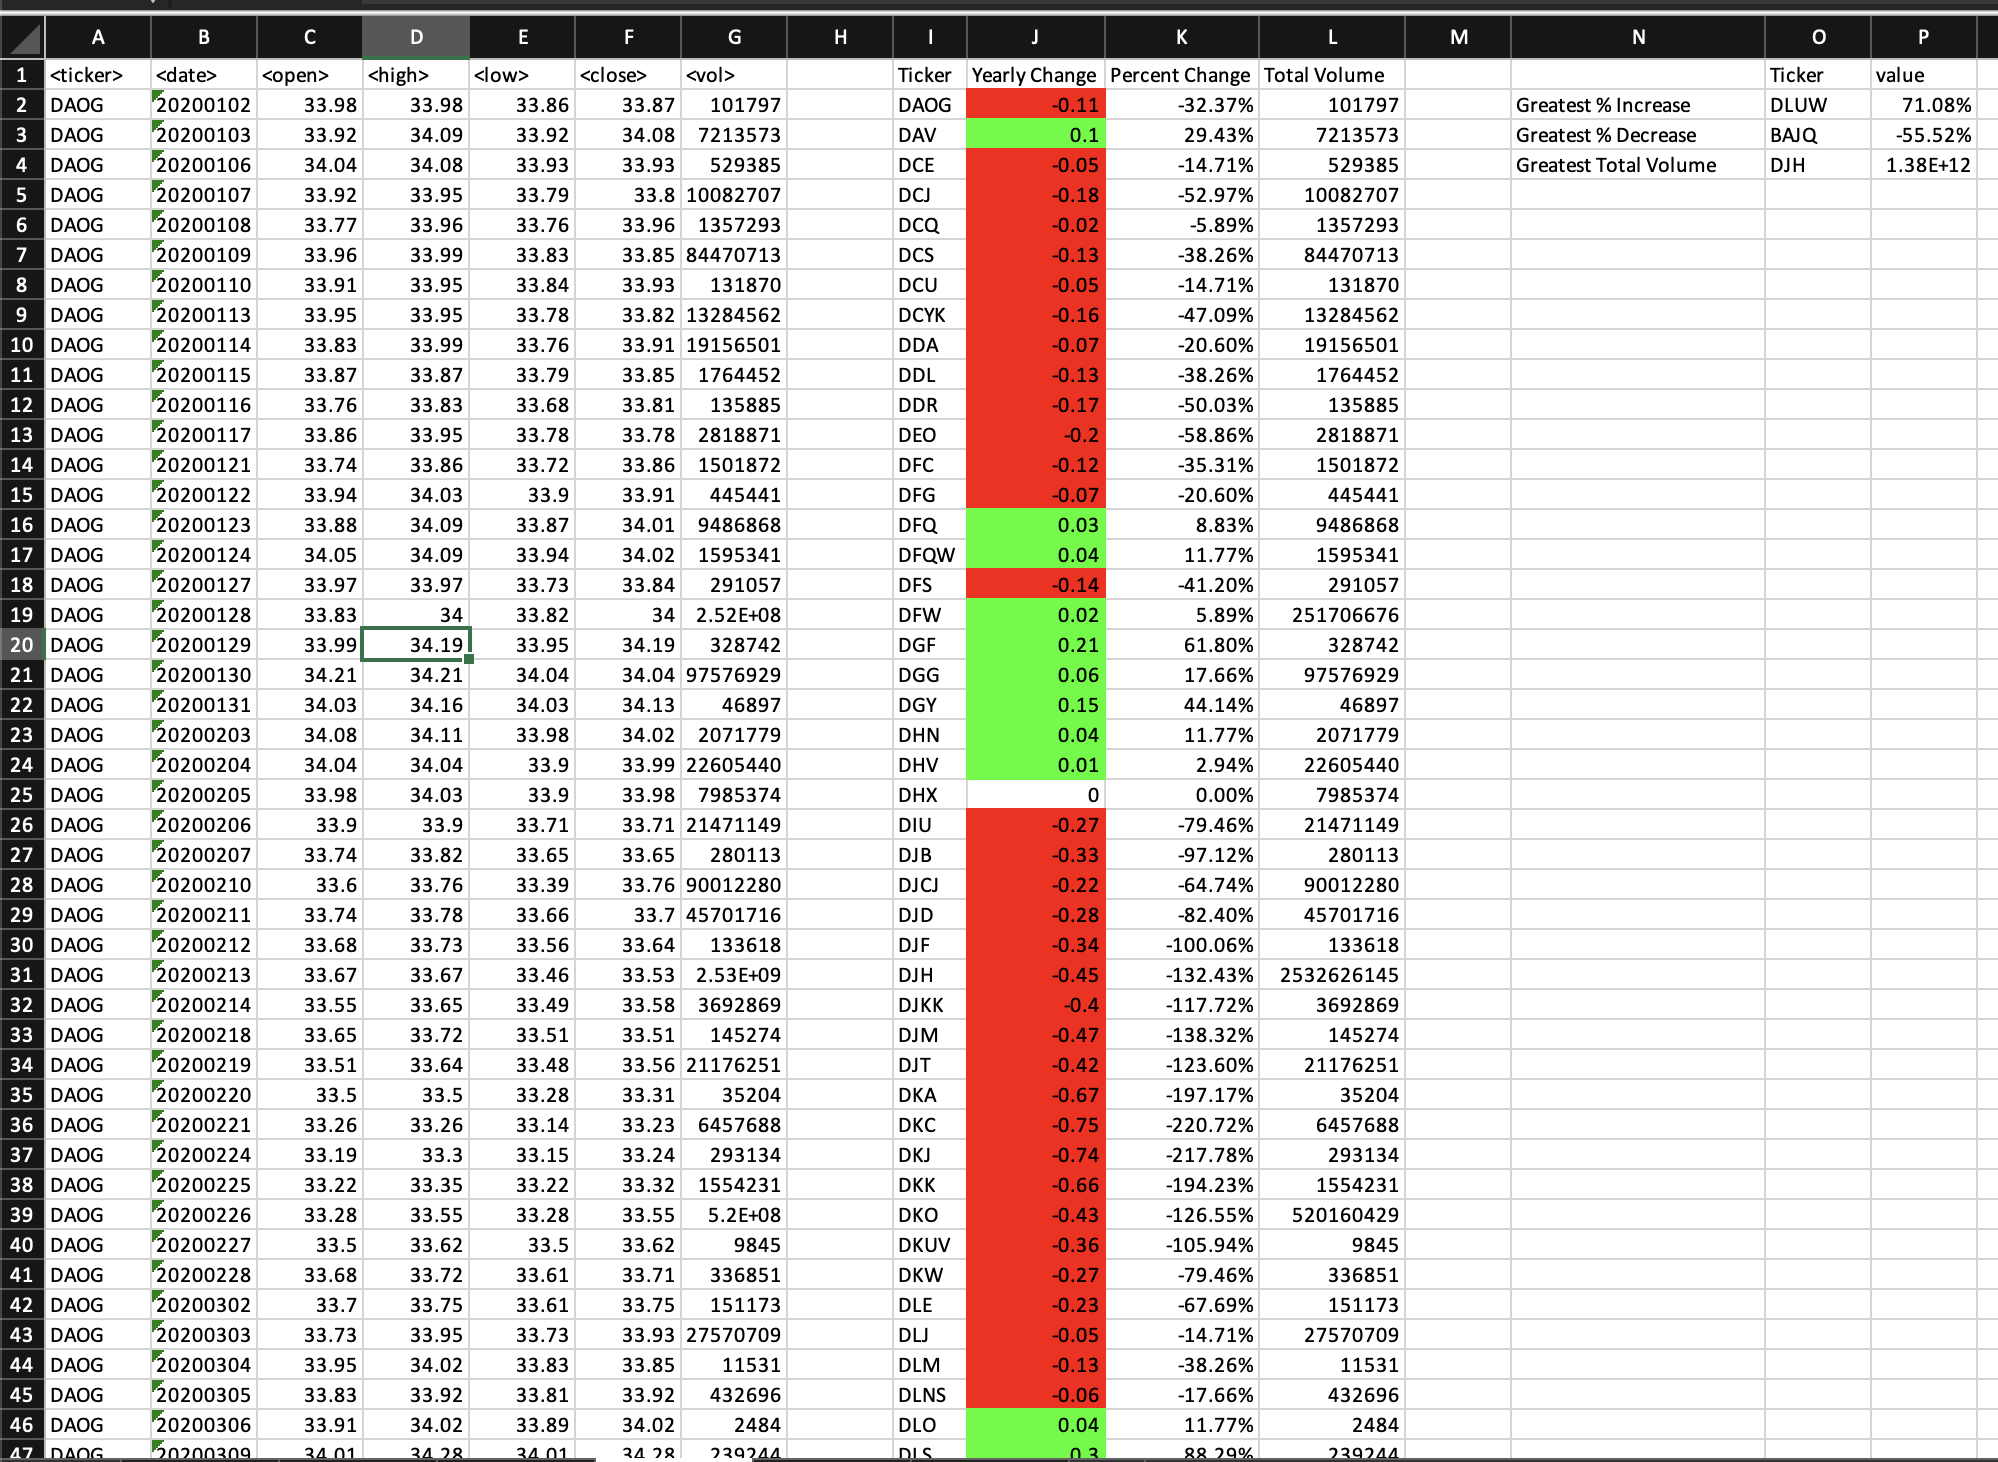 A B C D E F G H I J K L M N O P
1 <ticker> <date> <open> <high> <low> <close> <vol> Ticker Yearly Change Percent Change Total Volume Ticker value
2 DAOG 20200102 33.98 33.98 33.86 33.87 101797 DAOG -0.11 -32.37% 101797 Greatest % Increase DLUW 71.08%
3 DAOG 20200103 33.92 34.09 33.92 34.08 7213573 DAV 0.1 29.43% 7213573 Greatest % Decrease BAJQ -55.52%
4 DAOG 20200106 34.04 34.08 33.93 33.93 529385 DCE -0.05 -14.71% 529385 Greatest Total Volume DJH 1.38E+12
5 DAOG 20200107 33.92 33.95 33.79 33.8 10082707 DCJ -0.18 -52.97% 10082707
6 DAOG 20200108 33.77 33.96 33.76 33.96 1357293 DCQ -0.02 -5.89% 1357293
7 DAOG 20200109 33.96 33.99 33.83 33.85 84470713 DCS -0.13 -38.26% 84470713
8 DAOG 20200110 33.91 33.95 33.84 33.93 131870 DCU -0.05 -14.71% 131870
9 DAOG 20200113 33.95 33.95 33.78 33.82 13284562 DCYK -0.16 -47.09% 13284562
10 DAOG 20200114 33.83 33.99 33.76 33.91 19156501 DDA -0.07 -20.60% 19156501
11 DAOG 20200115 33.87 33.87 33.79 33.85 1764452 DDL -0.13 -38.26% 1764452
12 DAOG 20200116 33.76 33.83 33.68 33.81 135885 DDR -0.17 -50.03% 135885
13 DAOG 20200117 33.86 33.95 33.78 33.78 2818871 DEO -0.2 -58.86% 2818871
14 DAOG 20200121 33.74 33.86 33.72 33.86 1501872 DFC -0.12 -35.31% 1501872
15 DAOG 20200122 33.94 34.03 33.9 33.91 445441 DFG -0.07 -20.60% 445441
16 DAOG 20200123 33.88 34.09 33.87 34.01 9486868 DFQ 0.03 8.83% 9486868
17 DAOG 20200124 34.05 34.09 33.94 34.02 1595341 DFQW 0.04 11.77% 1595341
18 DAOG 20200127 33.97 33.97 33.73 33.84 291057 DFS -0.14 -41.20% 291057
19 DAOG 20200128 33.83 34 33.82 34 2.52E+08 DFW 0.02 5.89% 251706676
20 DAOG 20200129 33.99 34.19 33.95 34.19 328742 DGF 0.21 61.80% 328742
21 DAOG 20200130 34.21 34.21 34.04 34.04 97576929 DGG 0.06 17.66% 97576929
22 DAOG 20200131 34.03 34.16 34.03 34.13 46897 DGY 0.15 44.14% 46897
23 DAOG 20200203 34.08 34.11 33.98 34.02 2071779 DHN 0.04 11.77% 2071779
24 DAOG 20200204 34.04 34.04 33.9 33.99 22605440 DHV 0.01 2.94% 22605440
25 DAOG 20200205 33.98 34.03 33.9 33.98 7985374 DHX 0 0.00% 7985374
26 DAOG 20200206 33.9 33.9 33.71 33.71 21471149 DIU -0.27 -79.46% 21471149
27 DAOG 20200207 33.74 33.82 33.65 33.65 280113 DJB -0.33 -97.12% 280113
28 DAOG 20200210 33.6 33.76 33.39 33.76 90012280 DJCJ -0.22 -64.74% 90012280
29 DAOG 20200211 33.74 33.78 33.66 33.7 45701716 DJD -0.28 -82.40% 45701716
30 DAOG 20200212 33.68 33.73 33.56 33.64 133618 DJF -0.34 -100.06% 133618
31 DAOG 20200213 33.67 33.67 33.46 33.53 2.53E+09 DJH -0.45 -132.43% 2532626145
32 DAOG 20200214 33.55 33.65 33.49 33.58 3692869 DJKK -0.4 -117.72% 3692869
33 DAOG 20200218 33.65 33.72 33.51 33.51 145274 DJM -0.47 -138.32% 145274
34 DAOG 20200219 33.51 33.64 33.48 33.56 21176251 DJT -0.42 -123.60% 21176251
35 DAOG 20200220 33.5 33.5 33.28 33.31 35204 DKA -0.67 -197.17% 35204
36 DAOG 20200221 33.26 33.26 33.14 33.23 6457688 DKC -0.75 -220.72% 6457688
37 DAOG 20200224 33.19 33.3 33.15 33.24 293134 DKJ -0.74 -217.78% 293134
38 DAOG 20200225 33.22 33.35 33.22 33.32 1554231 DKK -0.66 -194.23% 1554231
39 DAOG 20200226 33.28 33.55 33.28 33.55 5.2E+08 DKO -0.43 -126.55% 520160429
40 DAOG 20200227 33.5 33.62 33.5 33.62 9845 DKUV -0.36 -105.94% 9845
41 DAOG 20200228 33.68 33.72 33.61 33.71 336851 DKW -0.27 -79.46% 336851
42 DAOG 20200302 33.7 33.75 33.61 33.75 151173 DLE -0.23 -67.69% 151173
43 DAOG 20200303 33.73 33.95 33.73 33.93 27570709 DLJ -0.05 -14.71% 27570709
44 DAOG 20200304 33.95 34.02 33.83 33.85 11531 DLM -0.13 -38.26% 11531
45 DAOG 20200305 33.83 33.92 33.81 33.92 432696 DLNS -0.06 -17.66% 432696
46 DAOG 20200306 33.91 34.02 33.89 34.02 2484 DLO 0.04 11.77% 2484
47 DAOG 20200309 34.01 34.28 34.01 34.28 239244 DLS 0.3 88.29% 239244